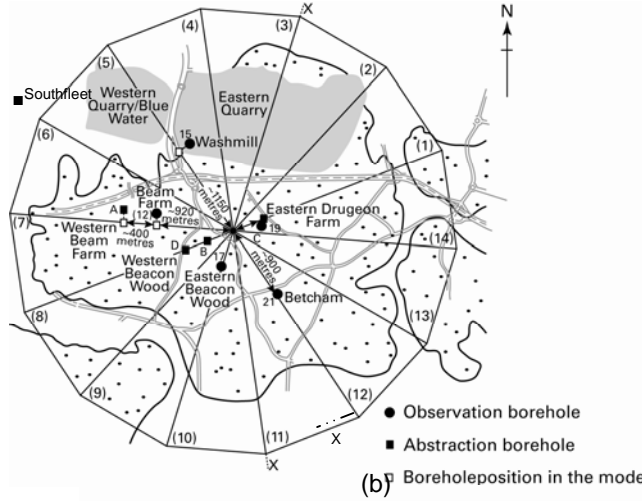 X
N
(4)
(3)
(2)
(5)
Southfleet
Western
Quarry/Blue
Water
Eastern
Quarry
15
Washmill
(6)
(1)
~1150
metres
Beam
Farm
A
(12)
~920
metres
Eastern Drugeon
Farm
19
C
(7)
(14)
~400
metres
Western
Beam
Farm
D
B
Western
Beacon
Wood
17
Eastern
Beacon
Wood
~900
metres
21
Betcham
(8)
(13)
(9)
(12)
(10)
(11)
X
X
Observation borehole
Abstraction borehole
(b)
Boreholeposition in the mode